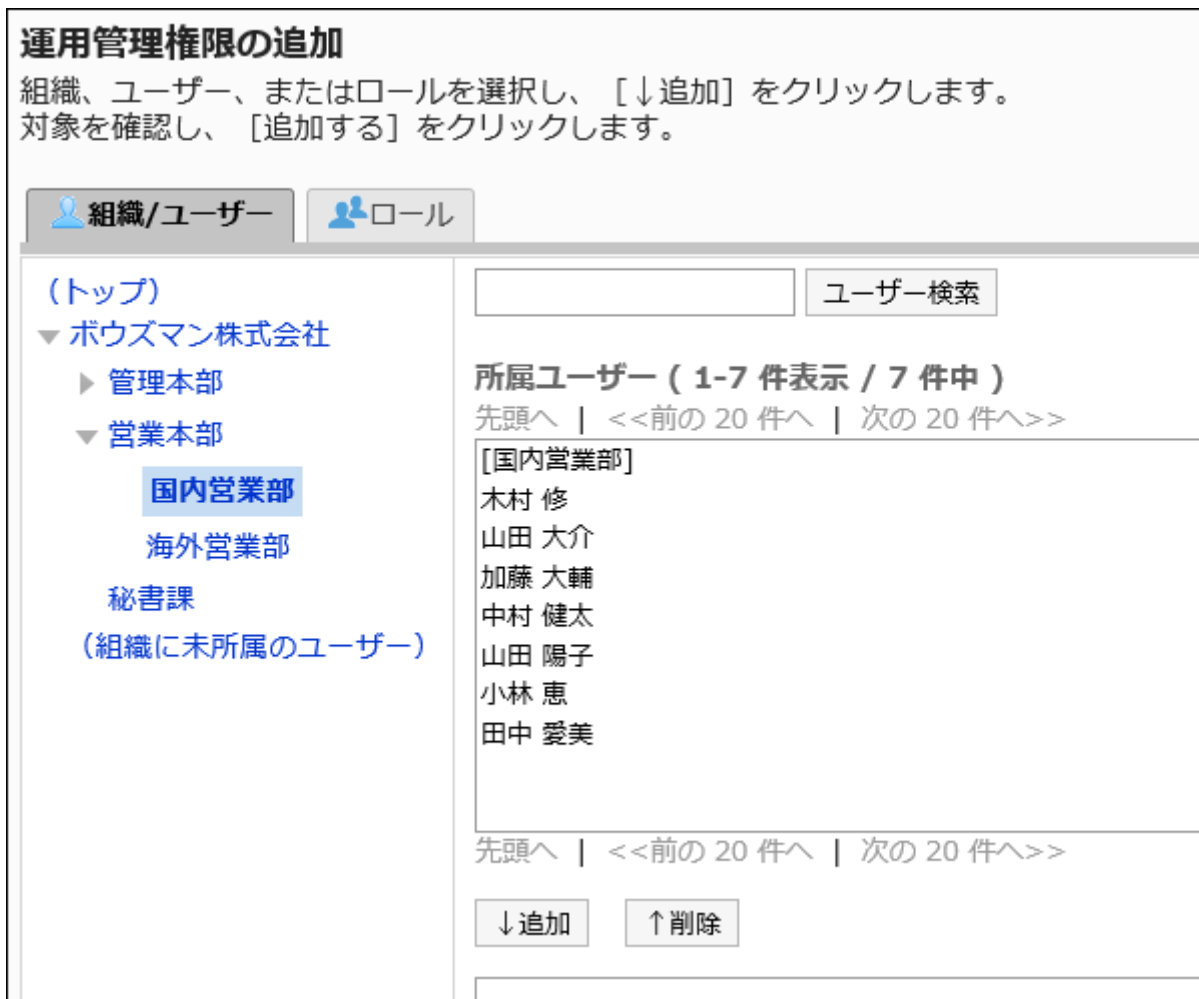 運用管理権限の追加
組織、ユーザー、またはロールを選択し、［↓追加］をクリックします。
対象を確認し、［追加する］をクリックします。
組織/ユーザー
ロール
（トップ）
ボウズマン株式会社
管理本部
営業本部
国内営業部
海外営業部
秘書課
（組織に未所属のユーザー）
ユーザー検索
所属ユーザー ( 1-7 件表示 / 7 件中 )
先頭へ | <<前の 20 件へ | 次の 20 件へ>>
[国内営業部]
木村 修
山田 大介
加藤 大輔
中村 健太
山田 陽子
小林 恵
田中 愛美
先頭へ | <<前の 20 件へ | 次の 20 件へ>>
↓追加
↑削除